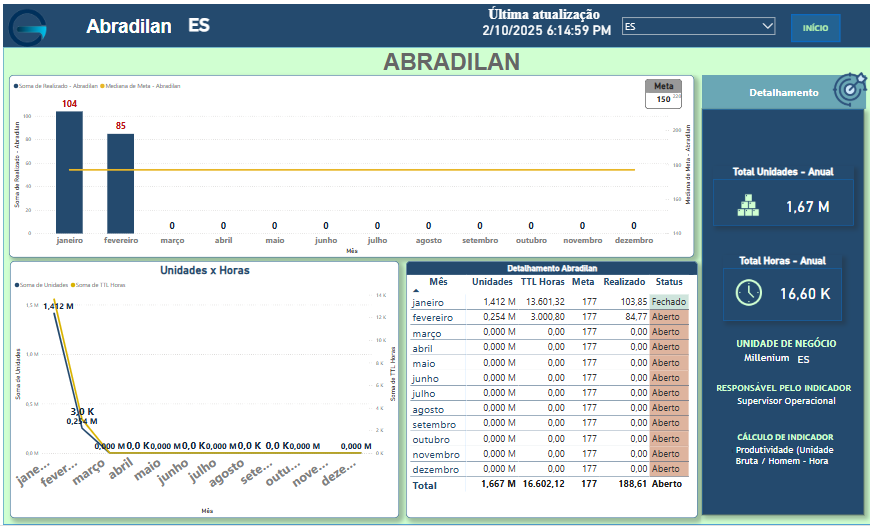 Abradilan ES
Última atualização
2/10/2025 6:14:59 PM
ES
INÍCIO
ABRADILAN
Soma de Realizado - Abradilan Mediana de Meta - Abradilan
Meta
150
220
104
85
0 0 0 0 0 0 0 0 0 0
100
80
60
40
20
0
200
180
160
140
Soma de Realizado - Abradilan
Mediana de Meta - Abradilan
janeiro fevereiro março abril maio junho julho agosto setembro outubro novembro dezembro
Mês
Unidades x Horas
Soma de Unidades Soma de TTL Horas
1,412 M
3,0 K
0,254 M
0,000 M 0,0 K 0,000 M 0,0 K 0,000 M 0,0 K 0,0 K 0,000 M 0,000 M
1,5 M
1,0 M
0,5 M
0,0 M
14 K
12 K
10 K
8 K
6 K
4 K
2 K
0 K
Soma de Unidades
Soma de TTL Horas
jane... fever... março abril maio junho julho agosto sete... outu... nove... deze...
Mês
Detalhamento Abradilan
Mês Unidades TTL Horas Meta Realizado Status
janeiro 1,412 M 13.601,32 177 103,85 Fechado
fevereiro 0,254 M 3.000,80 177 84,77 Aberto
março 0,000 M 0,00 177 0,00 Aberto
abril 0,000 M 0,00 177 0,00 Aberto
maio 0,000 M 0,00 177 0,00 Aberto
junho 0,000 M 0,00 177 0,00 Aberto
julho 0,000 M 0,00 177 0,00 Aberto
agosto 0,000 M 0,00 177 0,00 Aberto
setembro 0,000 M 0,00 177 0,00 Aberto
outubro 0,000 M 0,00 177 0,00 Aberto
novembro 0,000 M 0,00 177 0,00 Aberto
dezembro 0,000 M 0,00 177 0,00 Aberto
Total 1,667 M 16.602,12 177 188,61 Aberto
Detalhamento
Total Unidades - Anual
1,67 M
Total Horas - Anual
16,60 K
UNIDADE DE NEGÓCIO
Millenium ES
RESPONSÁVEL PELO INDICADOR
Supervisor Operacional
CÁLCULO DE INDICADOR
Produtividade (Unidade
Bruta / Homem - Hora